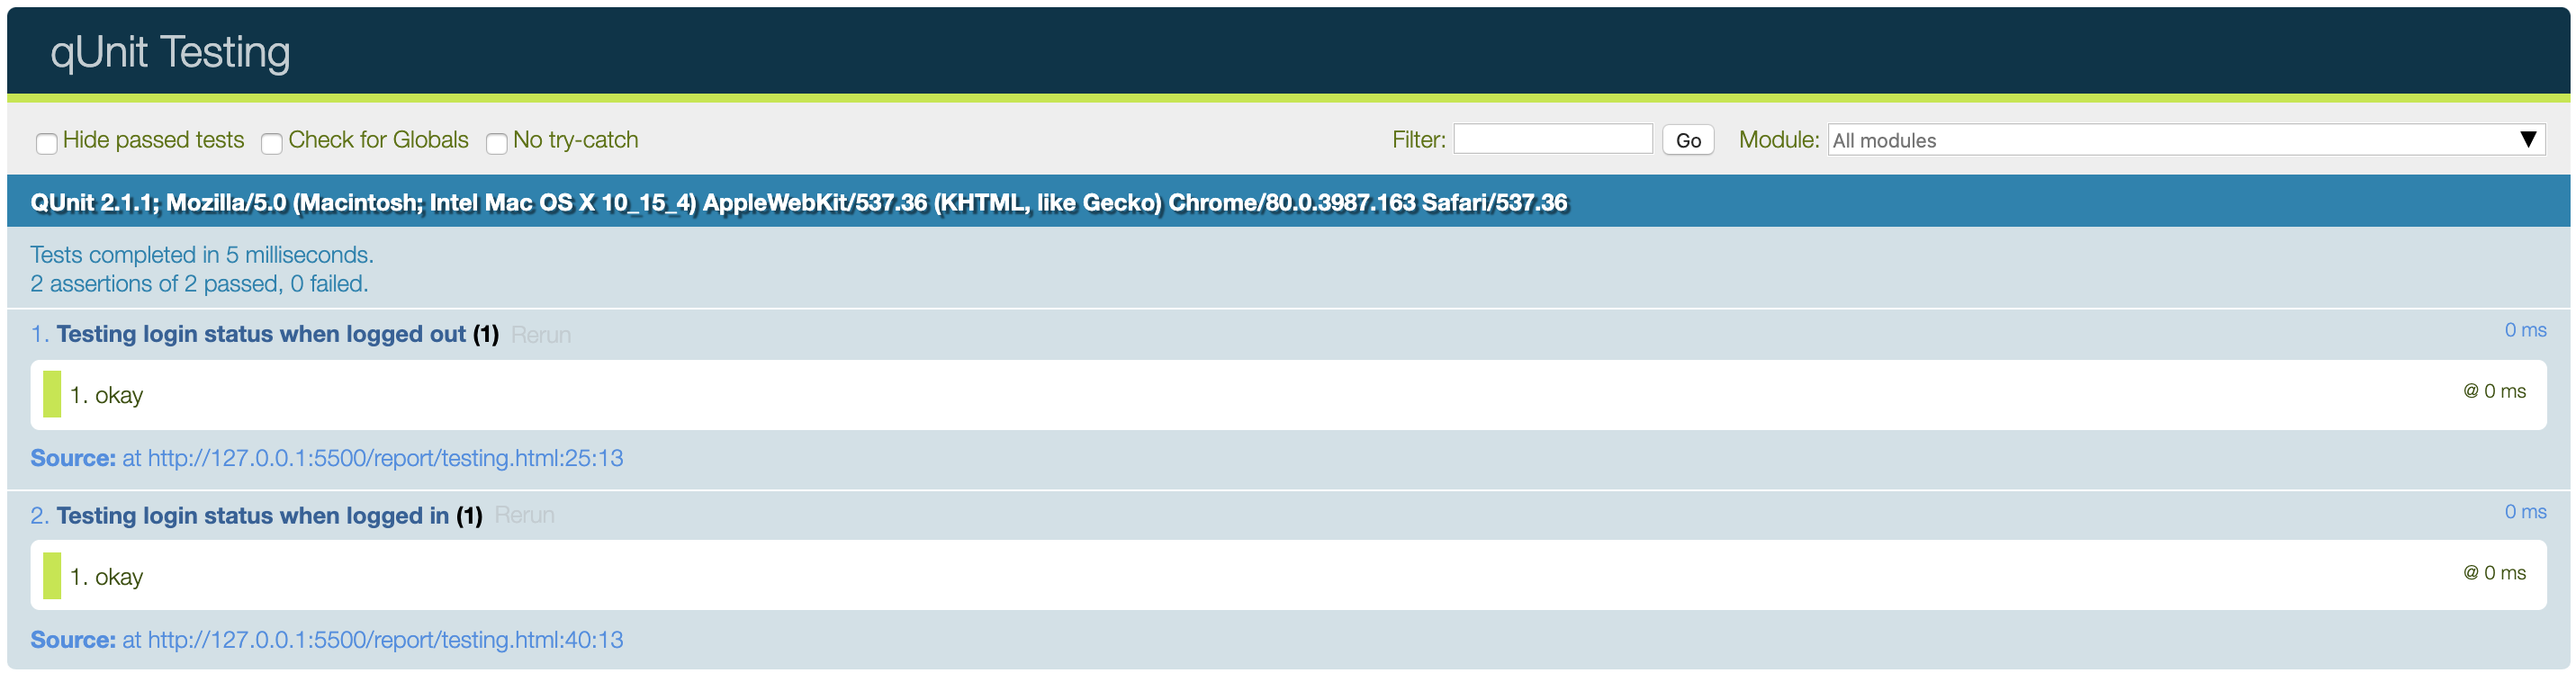 qUnit Testing
Hide passed tests Check for Globals No try-catch Filter: Go Module: All modules ▼
QUnit 2.1.1; Mozilla/5.0 (Macintosh; Intel Mac OS X 10_15_4) AppleWebKit/537.36 (KHTML, like Gecko) Chrome/80.0.3987.163 Safari/537.36
Tests completed in 5 milliseconds.
2 assertions of 2 passed, 0 failed.
1. Testing login status when logged out (1) Rerun 0 ms
1. okay @ 0 ms
Source: at http://127.0.0.1:5500/report/testing.html:25:13
2. Testing login status when logged in (1) Rerun 0 ms
1. okay @ 0 ms
Source: at http://127.0.0.1:5500/report/testing.html:40:13